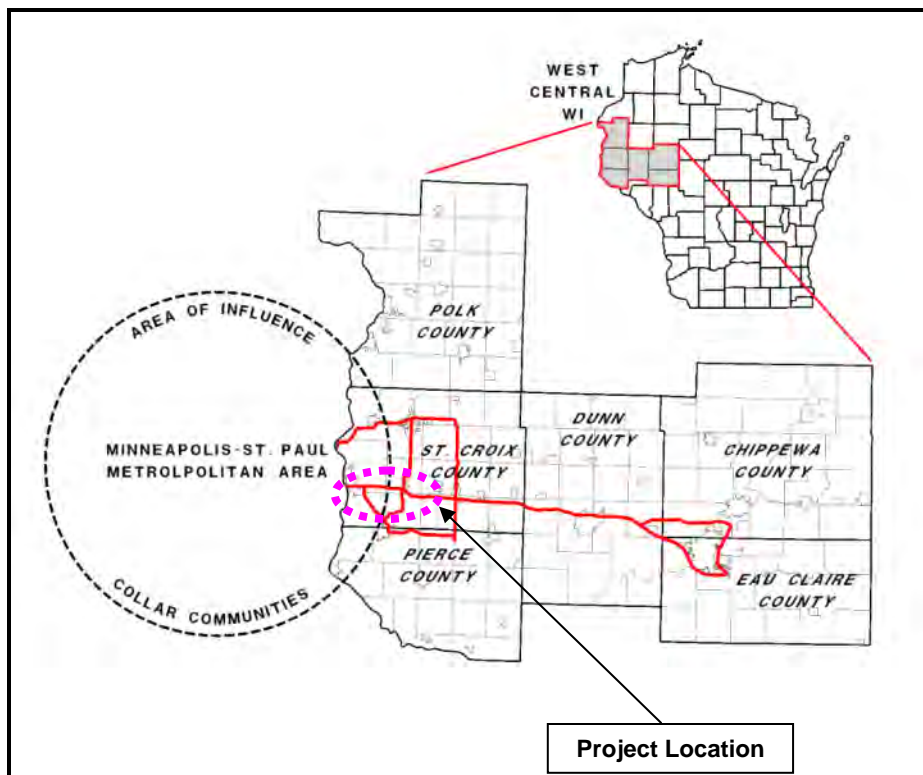 WEST
CENTRAL
WI
POLK
COUNTY
AREA OF INFLUENCE
MINNEAPOLIS-ST. PAUL
METROLPOLITAN AREA
COLLAR COMMUNITIES
ST. CROIX
COUNTY
DUNN
COUNTY
CHIPPEWA
COUNTY
PIERCE
COUNTY
EAU CLAIRE
COUNTY
Project Location